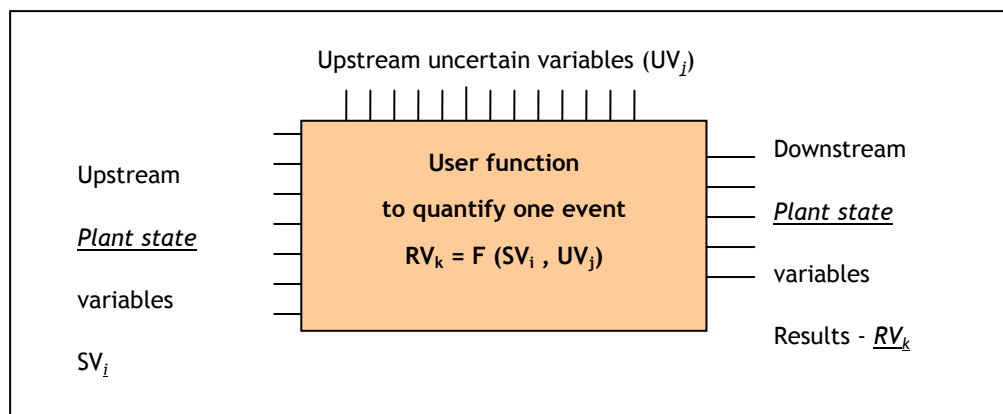 Upstream uncertain variables (UVj)
Upstream
Plant state
variables
SVi
User function
to quantify one event
RVk = F (SVi , UVj)
Downstream
Plant state
variables
Results - RVk